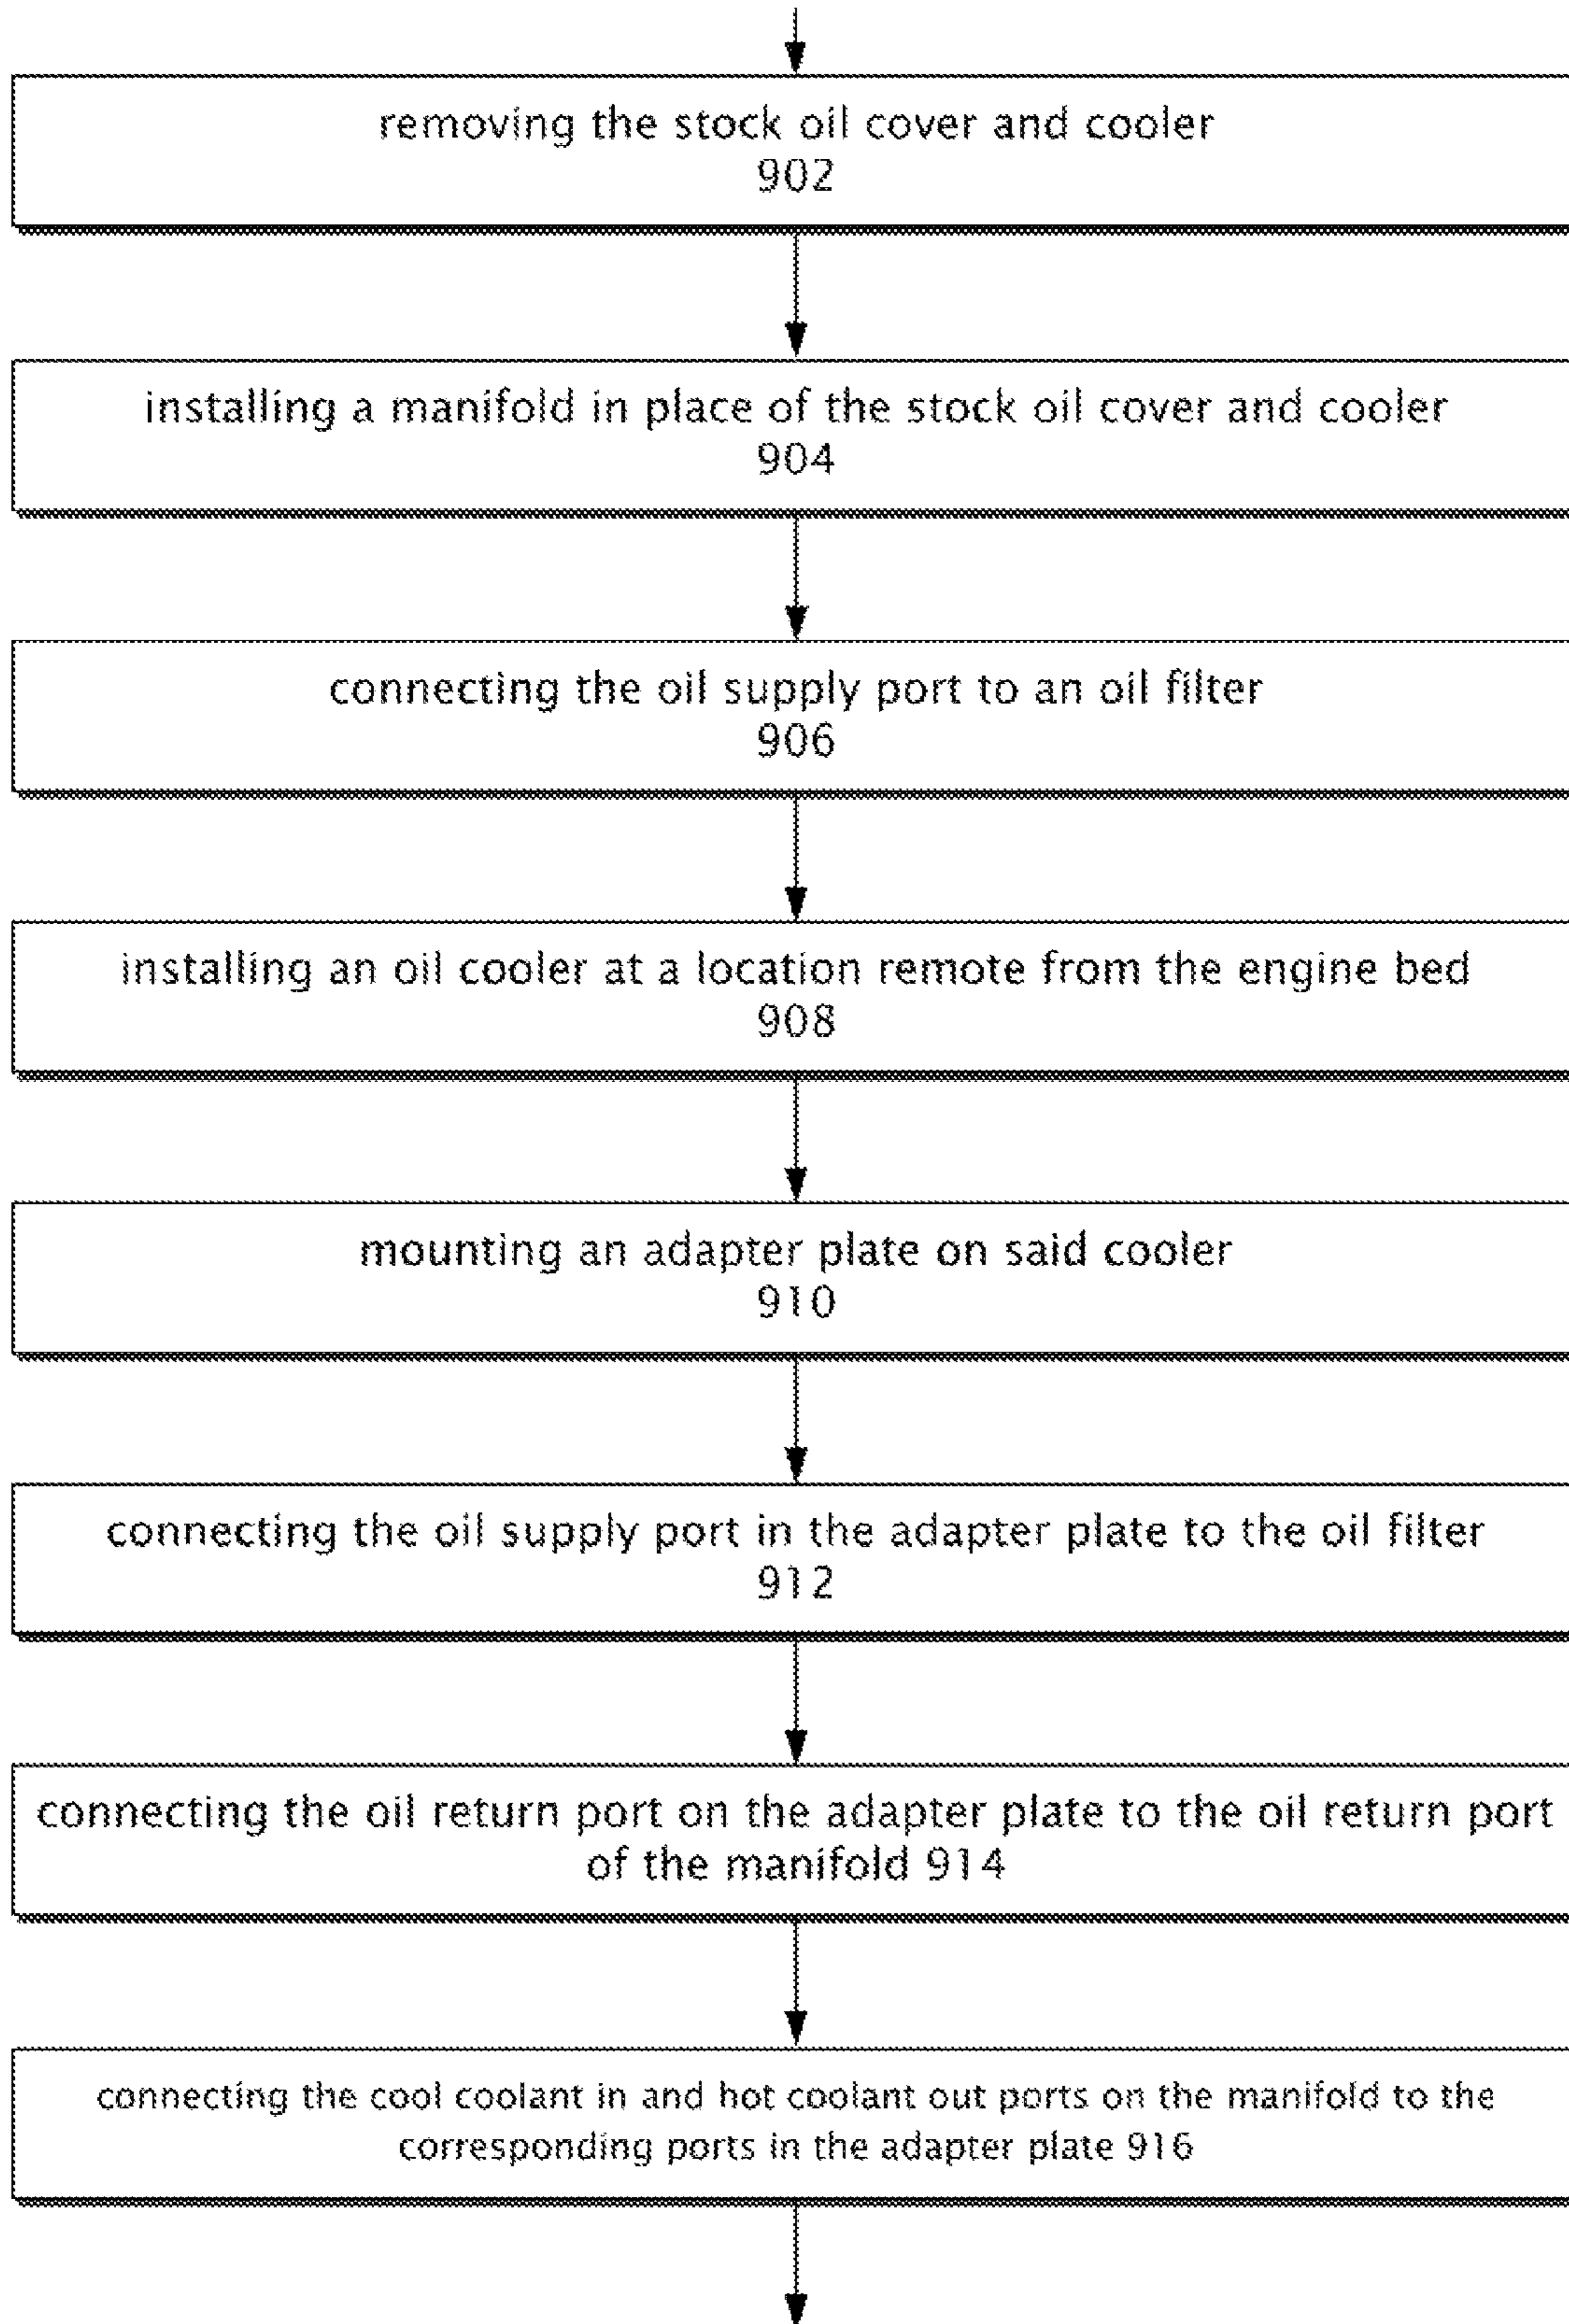 removing the stock oil cover and cooler
902
installing a manifold in place of the stock oil cover and cooler
904
connecting the oil supply port to an oil filter
906
installing an oil cooler at a location remote from the engine bed
908
mounting an adapter plate on said cooler
910
connecting the oil supply port in the adapter plate to the oil filter
912
connecting the oil return port on the adapter plate to the oil return port
of the manifold 914
connecting the cool coolant in and hot coolant out ports on the manifold to the
corresponding ports in the adapter plate 916